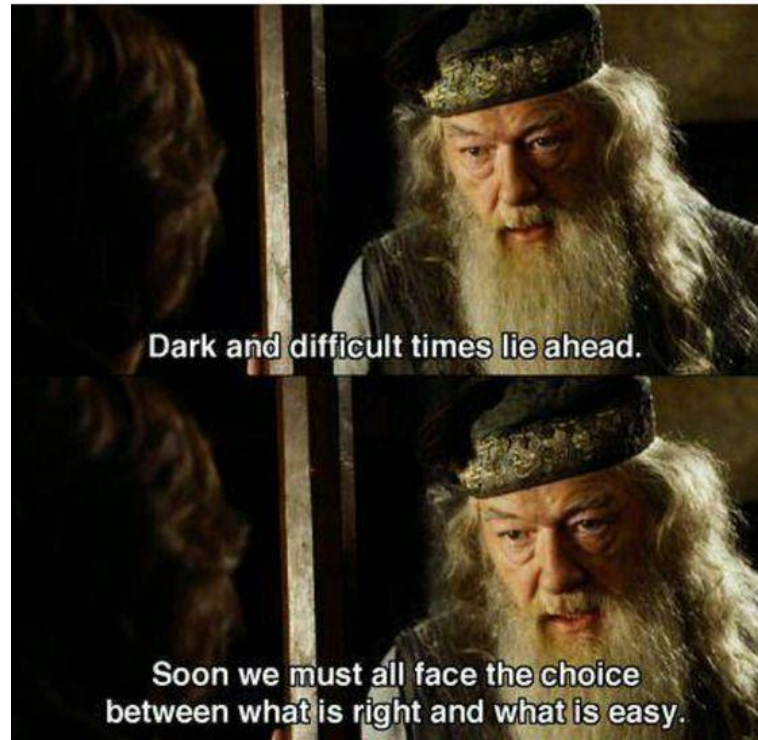 Dark and difficult times lie ahead.
Soon we must all face the choice
between what is right and what is easy.